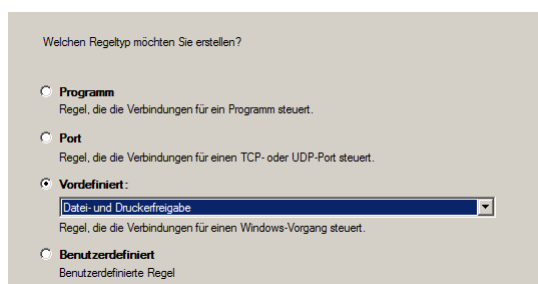 Welchen Regeltyp möchten Sie erstellen?
Programm
Regel, die die Verbindungen für ein Programm steuert.
Port
Regel, die die Verbindungen für einen TCP- oder UDP-Port steuert.
Vordefiniert:
Datei- und Druckerfreigabe
Regel, die die Verbindungen für einen Windows-Vorgang steuert.
Benutzerdefiniert
Benutzerdefinierte Regel